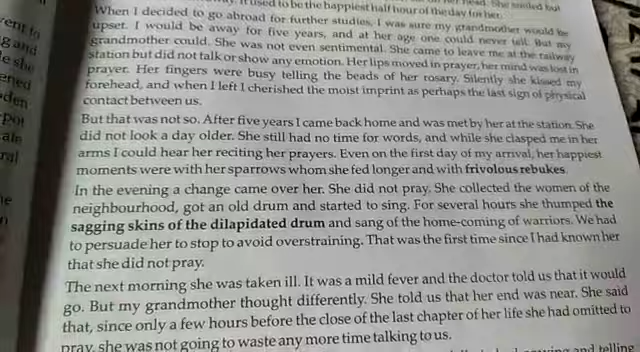 It used to be the happiest half hour of the day for her.
When I decided to go abroad for further studies, I was sure my grandmother would be
upset. I would be away for five years, and at her age one could never tell. But my
grandmother could. She was not even sentimental. She came to leave me at the railway
station but did not talk or show any emotion. Her lips moved in prayer, her mind was lost in
prayer. Her fingers were busy telling the beads of her rosary. Silently she kissed my
forehead, and when I left I cherished the moist imprint as perhaps the last sign of physical
contact between us.
But that was not so. After five years I came back home and was met by her at the station. She
did not look a day older. She still had no time for words, and while she clasped me in her
arms I could hear her reciting her prayers. Even on the first day of my arrival, her happiest
moments were with her sparrows whom she fed longer and with frivolous rebukes.
In the evening a change came over her. She did not pray. She collected the women of the
neighbourhood, got an old drum and started to sing. For several hours she thumped the
sagging skins of the dilapidated drum and sang of the home-coming of warriors. We had
to persuade her to stop to avoid overstraining. That was the first time since I had known her
that she did not pray.
The next morning she was taken ill. It was a mild fever and the doctor told us that it would
go. But my grandmother thought differently. She told us that her end was near. She said
that, since only a few hours before the close of the last chapter of her life she had omitted to
pray, she was not going to waste any more time talking to us.
and telling